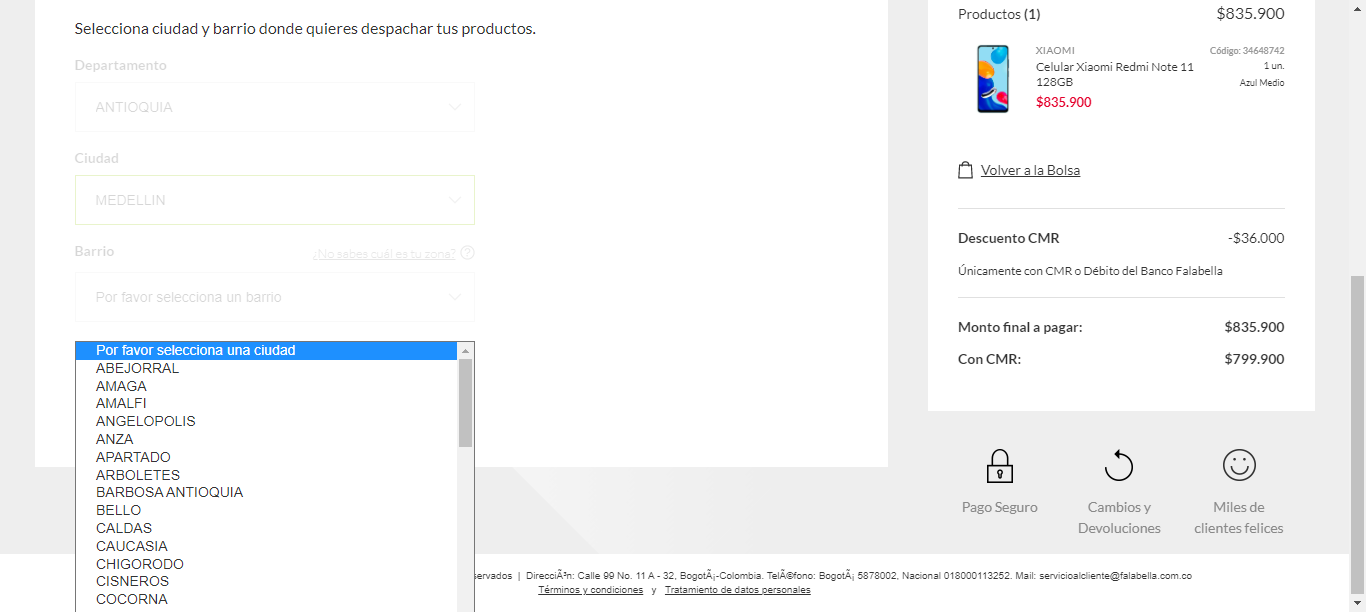 Selecciona ciudad y barrio donde quieres despachar tus productos.
Departamento
ANTIOQUIA
Ciudad
MEDELLIN
Barrio
¿No sabes cuál es tu zona? ?
Por favor selecciona un barrio
Por favor selecciona una ciudad
ABEJORRAL
AMAGA
AMALFI
ANGELOPOLIS
ANZA
APARTADO
ARBOLETES
BARBOSA ANTIOQUIA
BELLO
CALDAS
CAUCASIA
CHIGORODO
CISNEROS
COCORNA
Productos (1) $835.900
XIAOMI
Código: 34648742
Celular Xiaomi Redmi Note 11
1 un.
128GB
Azul Medio
$835.900
Volver a la Bolsa
Descuento CMR -$36.000
Únicamente con CMR o Débito del Banco Falabella
Monto final a pagar: $835.900
Con CMR: $799.900
Pago Seguro
Cambios y
Devoluciones
Miles de
clientes felices
servados | DirecciÃ³n: Calle 99 No. 11 A - 32, BogotÃ¡-Colombia. TelÃ©fono: BogotÃ¡ 5878002, Nacional 018000113252. Mail: servicioalcliente@falabella.com.co
Términos y condiciones y Tratamiento de datos personales